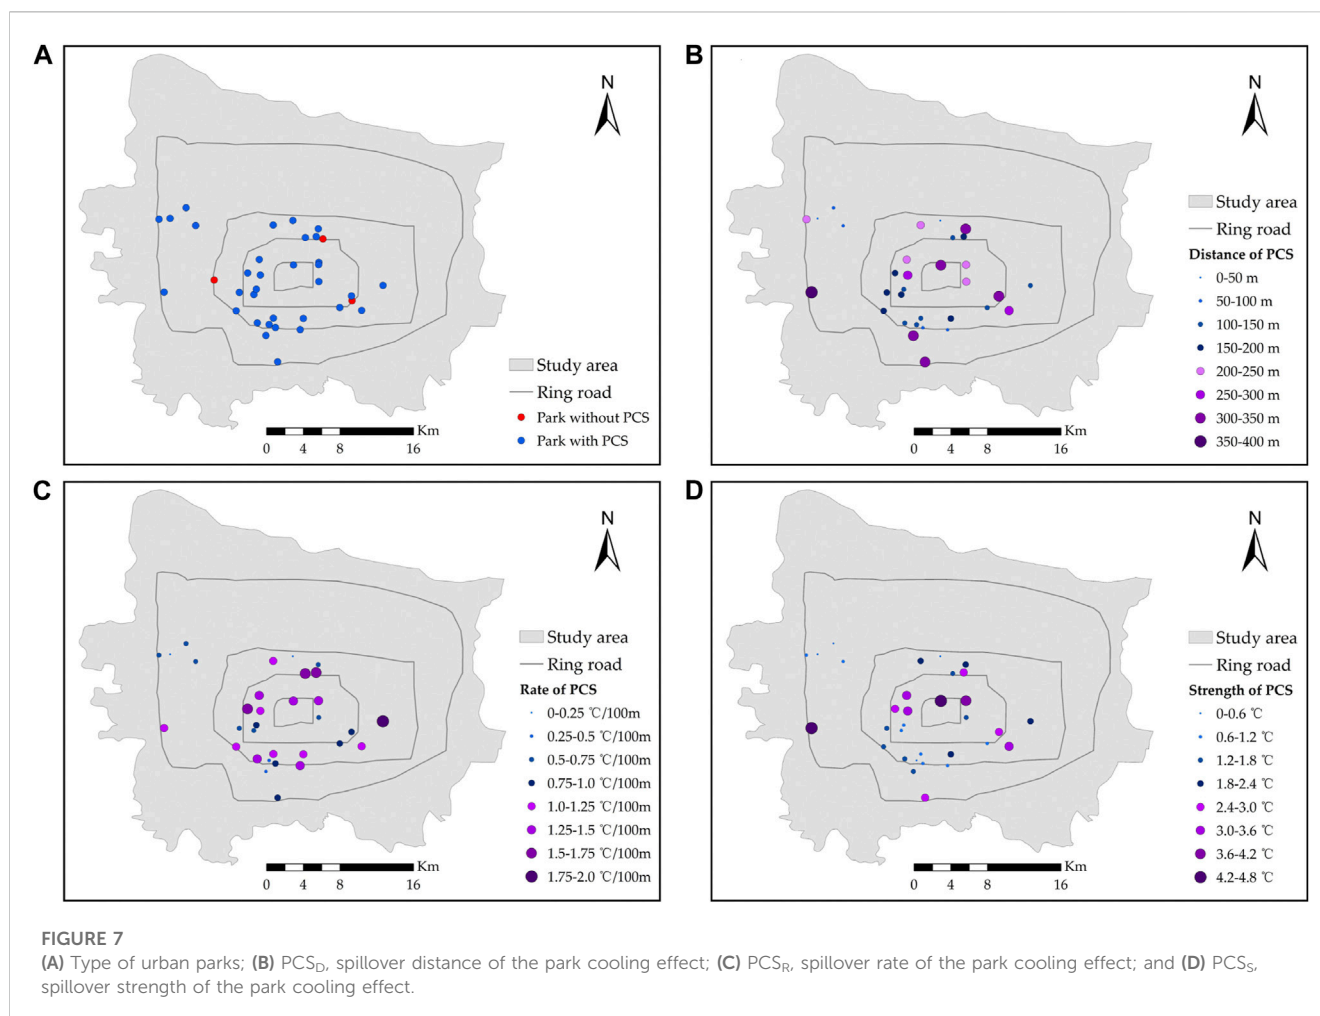 A
N
Study area
Ring road
Park without PCS
Park with PCS
Km
0 4 8 16
B
N
Study area
Ring road
Distance of PCS
0-50 m
50-100 m
100-150 m
150-200 m
200-250 m
250-300 m
300-350 m
350-400 m
Km
0 4 8 16
C
N
Study area
Ring road
Rate of PCS
0-0.25 ℃/100m
0.25-0.5 ℃/100m
0.5-0.75 ℃/100m
0.75-1.0 ℃/100m
1.0-1.25 ℃/100m
1.25-1.5 ℃/100m
1.5-1.75 ℃/100m
1.75-2.0 ℃/100m
Km
0 4 8 16
D
N
Study area
Ring road
Strength of PCS
0-0.6 ℃
0.6-1.2 ℃
1.2-1.8 ℃
1.8-2.4 ℃
2.4-3.0 ℃
3.0-3.6 ℃
3.6-4.2 ℃
4.2-4.8 ℃
Km
0 4 8 16
FIGURE 7
(A) Type of urban parks; (B) PCSD, spillover distance of the park cooling effect; (C) PCSR, spillover rate of the park cooling effect; and (D) PCSS,
spillover strength of the park cooling effect.